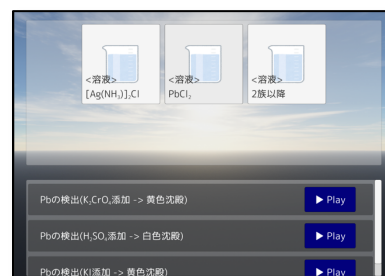 <溶液>
[Ag(NH₃)]₂Cl
<溶液>
PbCl₂
<溶液>
2族以降
Pbの検出(K₂CrO₄添加 -> 黄色沈殿)
▶ Play
Pbの検出(H₂SO₄添加 -> 白色沈殿)
▶ Play
Pbの検出(KI添加 -> 黄色沈殿)
▶ Play